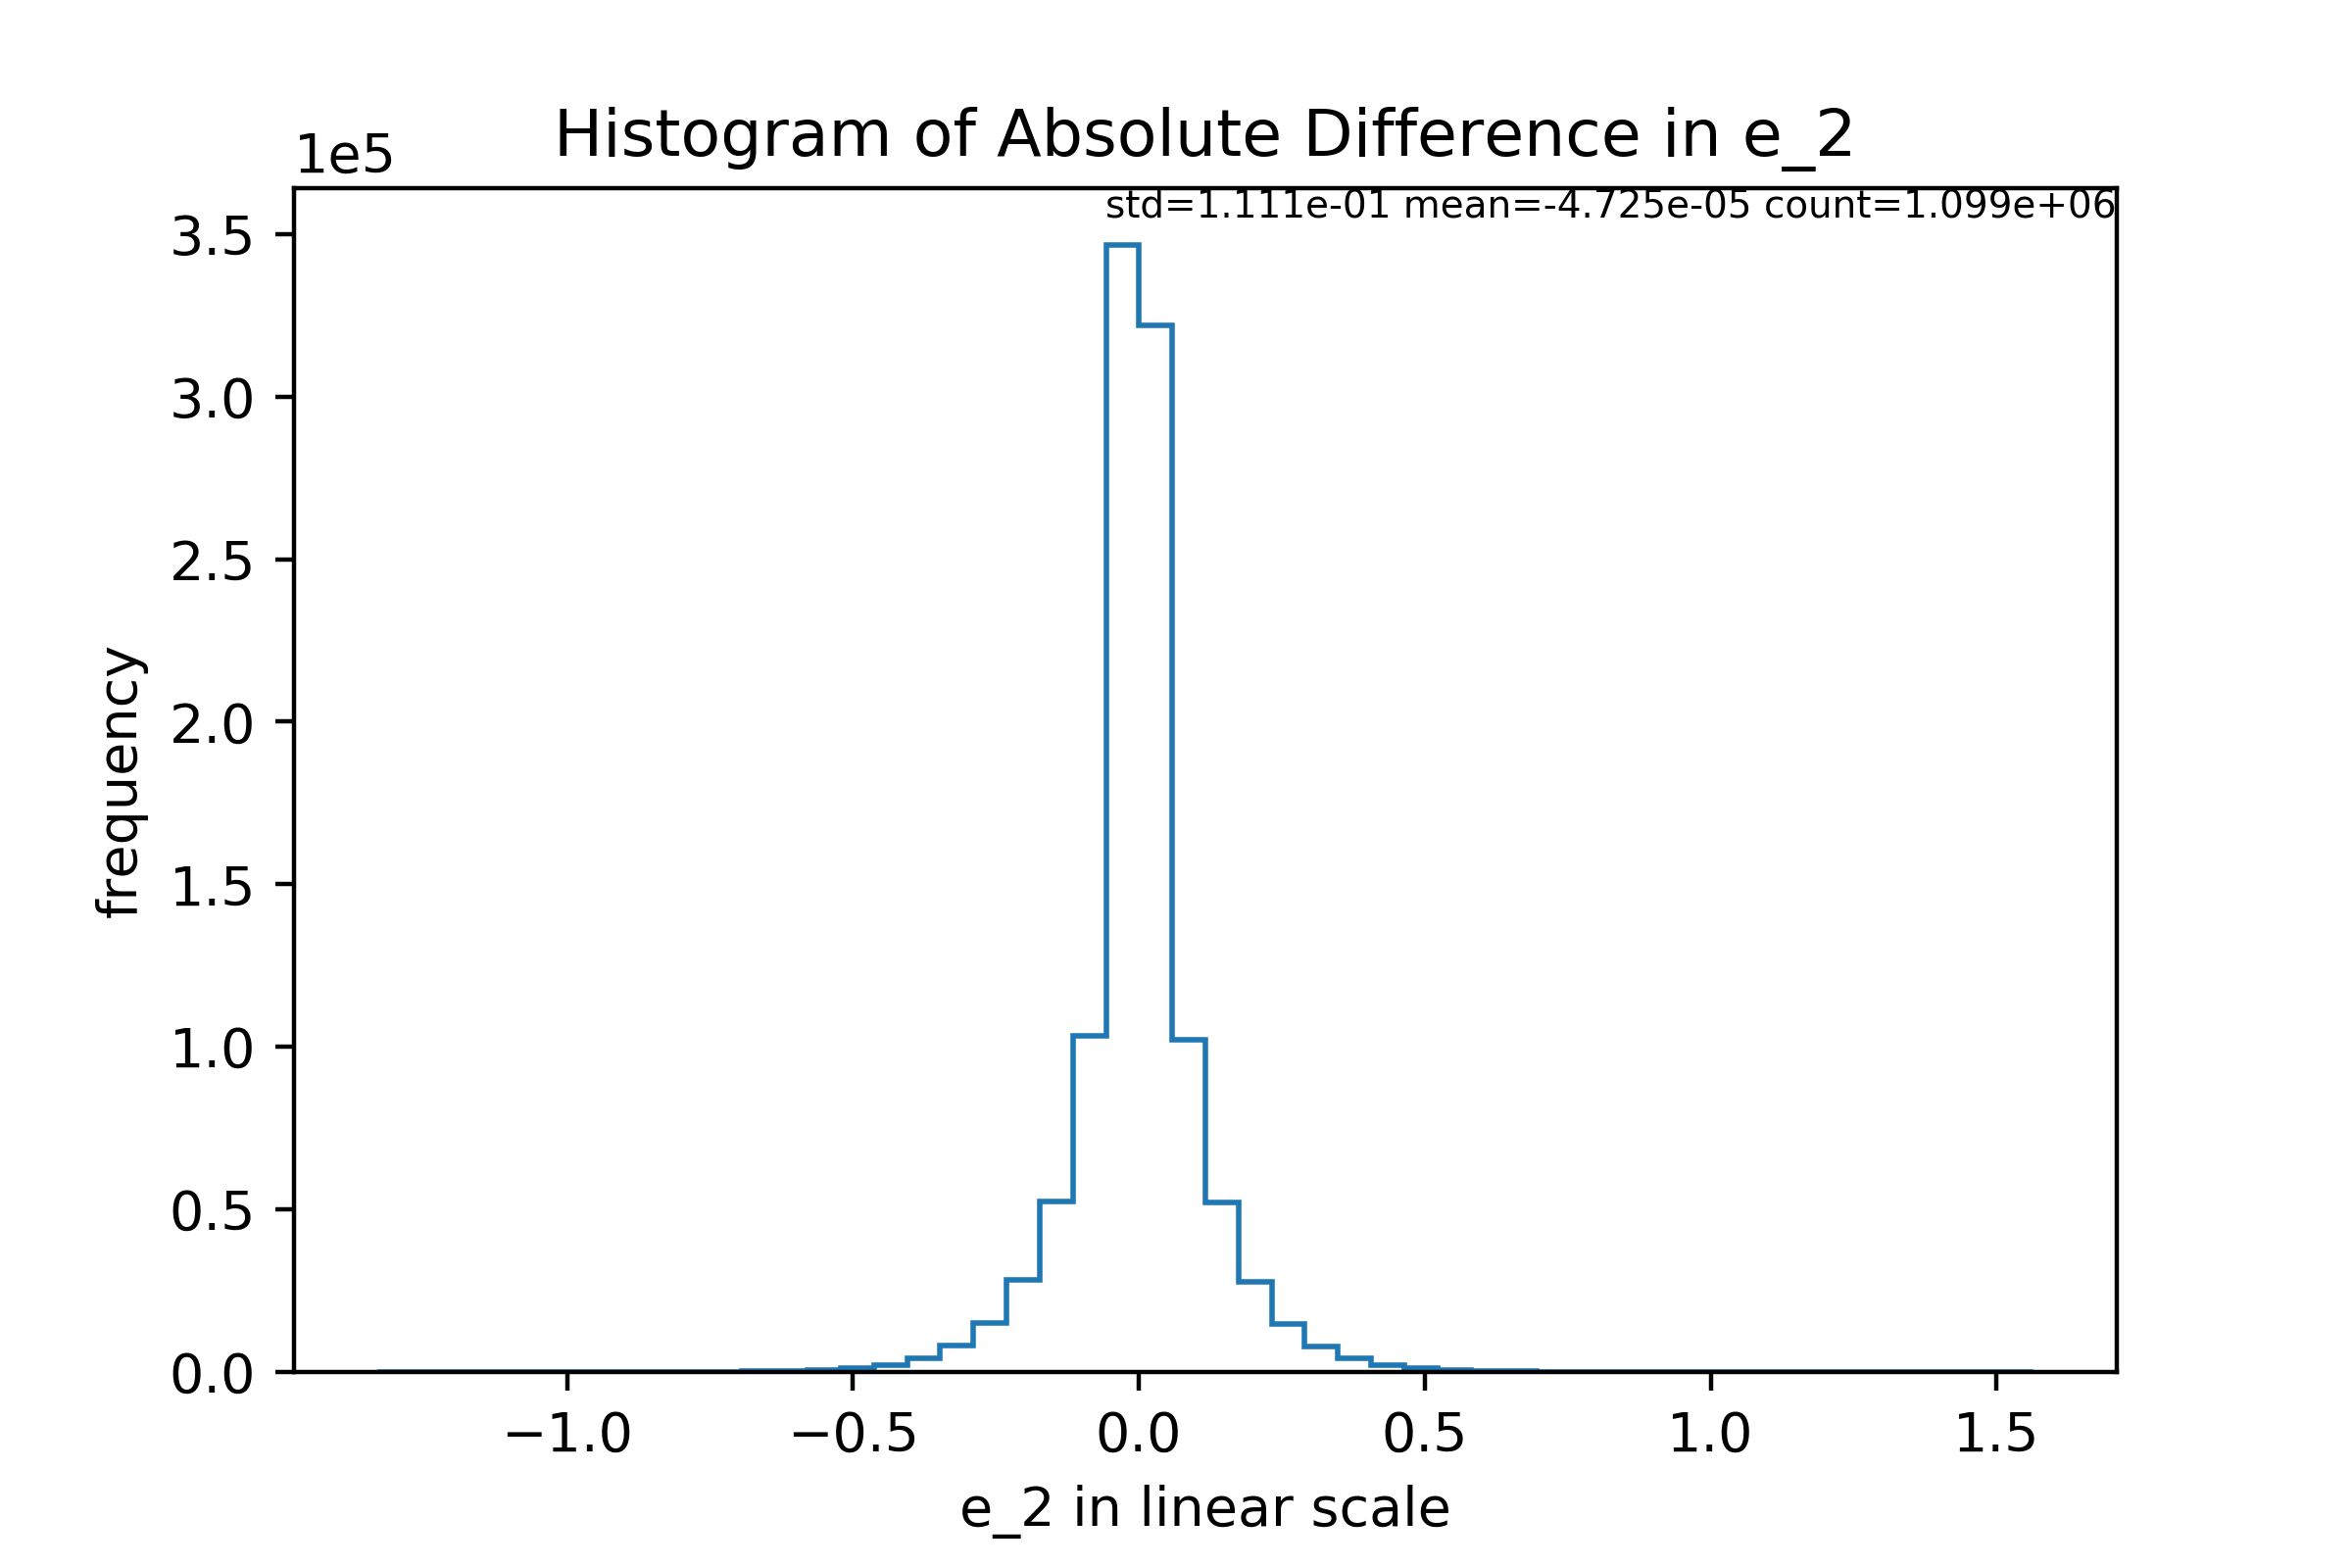 Histogram of Absolute Difference in e_2
1e5
std=1.111e-01 mean=-4.725e-05 count=1.099e+06
3.5
3.0
2.5
2.0
1.5
1.0
0.5
0.0
frequency
−1.0 −0.5 0.0 0.5 1.0 1.5
e_2 in linear scale